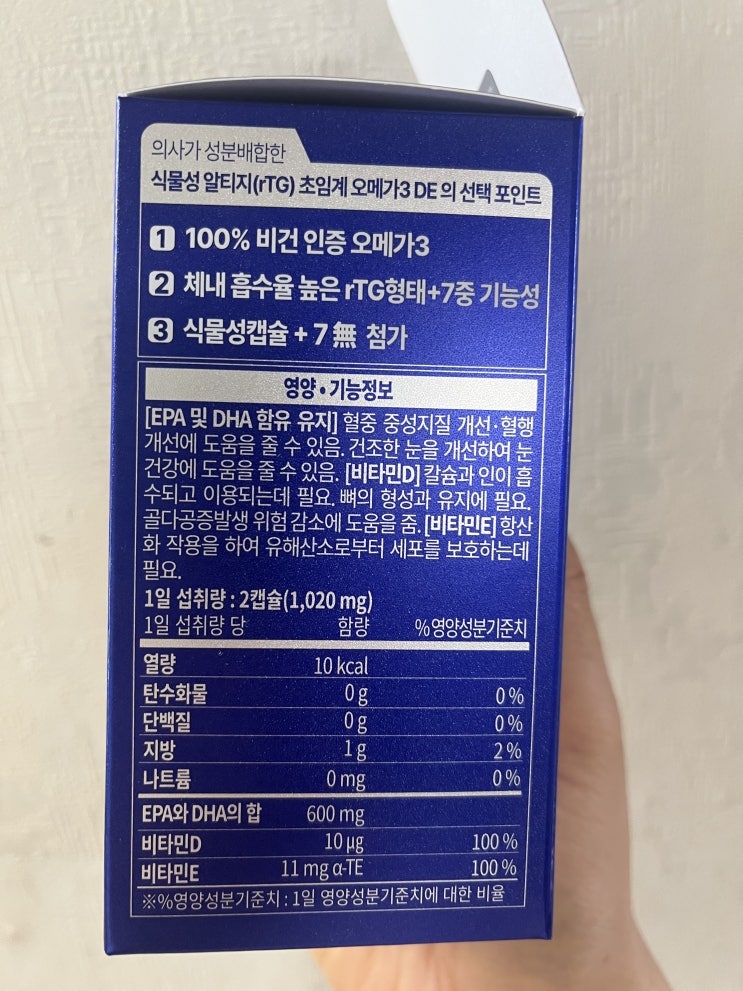 의사가 성분배합한
식물성 알티지(rTG) 초임계 오메가3 DE 의 선택 포인트
1 100% 비건 인증 오메가3
2 체내 흡수율 높은 rTG형태+7중 기능성
3 식물성캡슐 + 7無 첨가
영양•기능정보
[EPA 및 DHA 함유 유지] 혈중 중성지질 개선·혈행
개선에 도움을 줄 수 있음. 건조한 눈을 개선하여 눈
건강에 도움을 줄 수 있음. [비타민D] 칼슘과 인이 흡
수되고 이용되는데 필요. 뼈의 형성과 유지에 필요.
골다공증발생 위험 감소에 도움을 줌. [비타민E] 항산
화 작용을 하여 유해산소로부터 세포를 보호하는데
필요.
1일 섭취량 : 2캡슐(1,020 mg)
1일 섭취량 당 함량 %영양성분기준치
열량 10 kcal
탄수화물 0 g 0 %
단백질 0 g 0 %
지방 1 g 2 %
나트륨 0 mg 0 %
EPA와 DHA의 합 600 mg
비타민D 10 µg 100 %
비타민E 11 mg α-TE 100 %
※%영양성분기준치 : 1일 영양성분기준치에 대한 비율